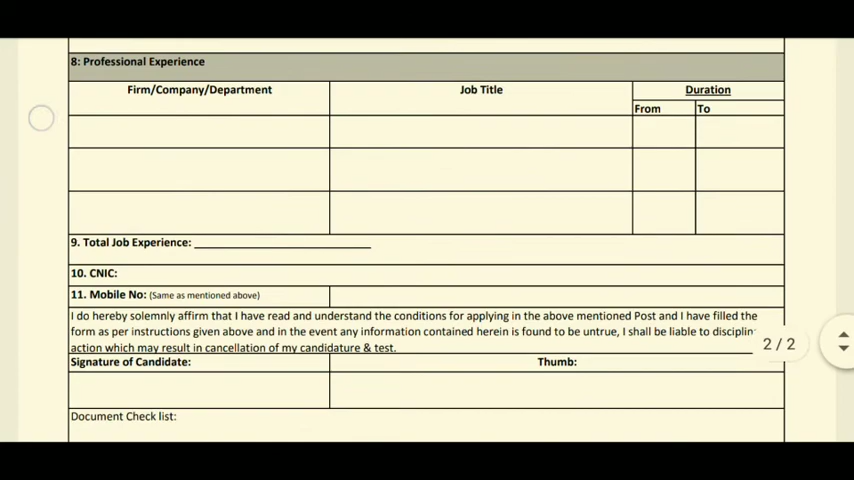 8: Professional Experience
Firm/Company/Department Job Title Duration
From To
9. Total Job Experience: ____________________
10. CNIC:
11. Mobile No: (Same as mentioned above)
I do hereby solemnly affirm that I have read and understand the conditions for applying in the above mentioned Post and I have filled the
form as per instructions given above and in the event any information contained herein is found to be untrue, I shall be liable to disciplin
action which may result in cancellation of my candidature & test.
2 / 2
Signature of Candidate: Thumb:
Document Check list: